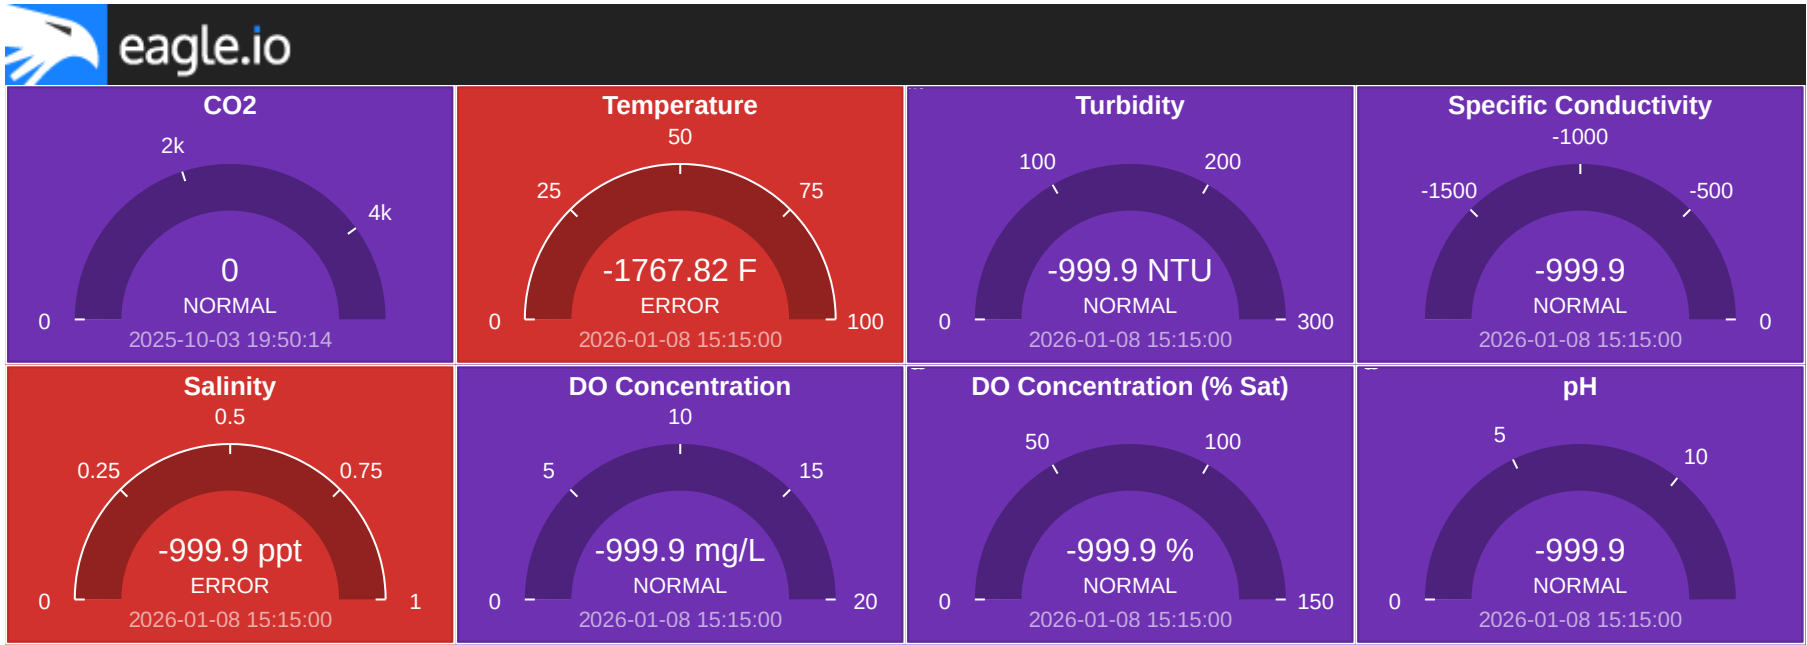 eagle.io
CO2
2k
4k
0
NORMAL
0
2025-10-03 19:50:14
Temperature
50
25
75
-1767.82 F
ERROR
0
100
2026-01-08 15:15:00
Turbidity
100
200
-999.9 NTU
NORMAL
0
300
2026-01-08 15:15:00
Specific Conductivity
-1000
-1500
-500
-999.9
NORMAL
0
2026-01-08 15:15:00
Salinity
0.5
0.25
0.75
-999.9 ppt
ERROR
0
1
2026-01-08 15:15:00
DO Concentration
10
5
15
-999.9 mg/L
NORMAL
0
20
2026-01-08 15:15:00
DO Concentration (% Sat)
50
100
-999.9 %
NORMAL
0
150
2026-01-08 15:15:00
pH
5
10
-999.9
NORMAL
0
2026-01-08 15:15:00